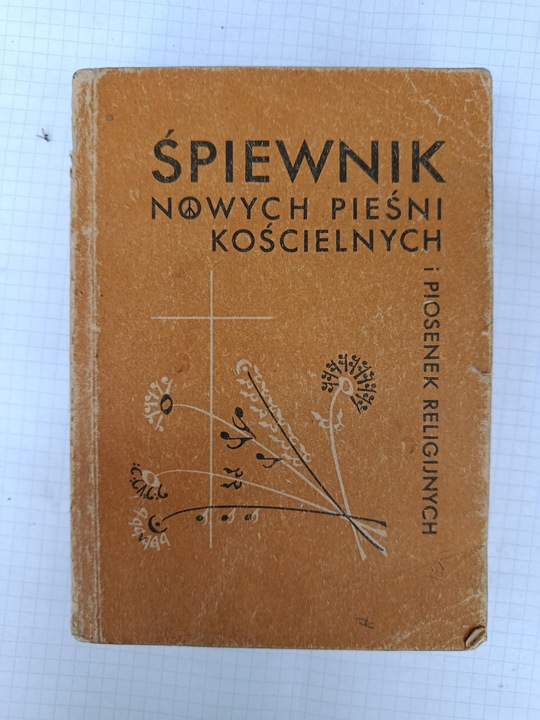 ŚPIEWNIK
NOWYCH PIEŚNI
KOŚCIELNYCH
i PIOSENEK RELIGIJNYCH